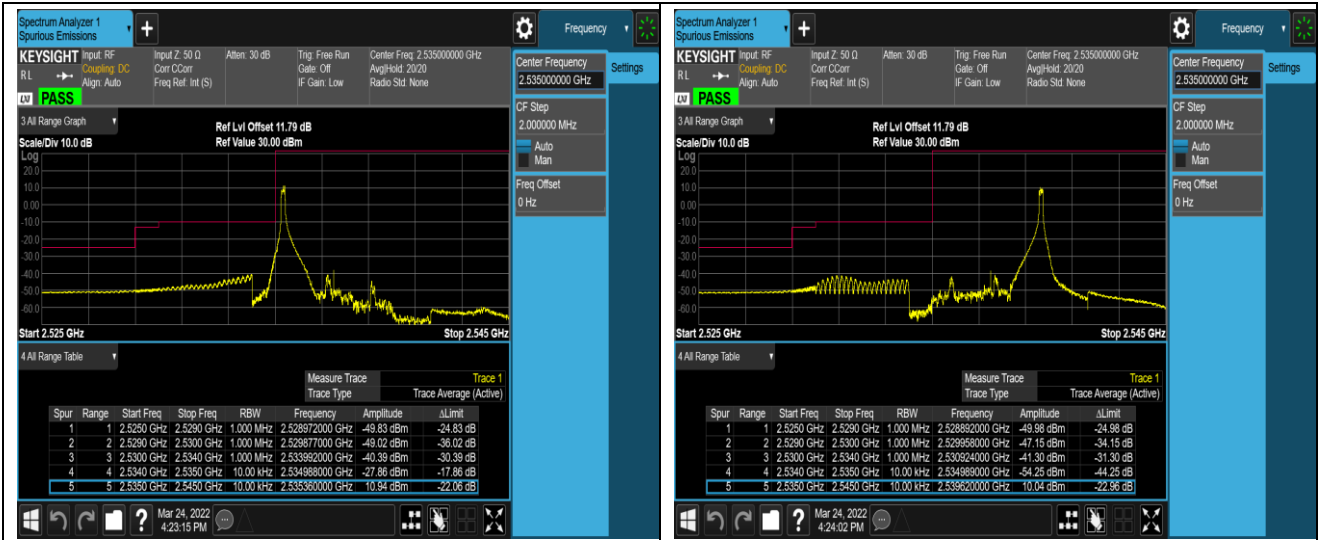 Spectrum Analyzer 1
Spurious Emissions
+
Frequency
KEYSIGHT Input: RF Input Z: 50 Ω Atten: 30 dB Trig: Free Run Center Freq: 2.535000000 GHz
RL Coupling: DC Corr CCorr Gate: Off Avg|Hold: 20/20
Align: Auto Freq Ref: Int (S) IF Gain: Low Radio Std: None
LXI PASS
Center Frequency
2.535000000 GHz
Settings
CF Step
2.000000 MHz
Auto
Man
Freq Offset
0 Hz
3 All Range Graph
Ref Lvl Offset 11.79 dB
Scale/Div 10.0 dB Ref Value 30.00 dBm
Log
20.0
10.0
0.00
-10.0
-20.0
-30.0
-40.0
-50.0
-60.0
Start 2.525 GHz Stop 2.545 GHz
4 All Range Table
Measure Trace Trace 1
Trace Type Trace Average (Active)
Spur Range Start Freq Stop Freq RBW Frequency Amplitude ΔLimit
1 1 2.5250 GHz 2.5290 GHz 1.000 MHz 2.528972000 GHz -49.83 dBm -24.83 dB
2 2 2.5290 GHz 2.5300 GHz 1.000 MHz 2.529877000 GHz -49.02 dBm -36.02 dB
3 3 2.5300 GHz 2.5340 GHz 1.000 MHz 2.533992000 GHz -40.39 dBm -30.39 dB
4 4 2.5340 GHz 2.5350 GHz 10.00 kHz 2.534988000 GHz -27.86 dBm -17.86 dB
5 5 2.5350 GHz 2.5450 GHz 10.00 kHz 2.535360000 GHz 10.94 dBm -22.06 dB
?
Mar 24, 2022
4:23:15 PM
Spectrum Analyzer 1
Spurious Emissions
+
Frequency
KEYSIGHT Input: RF Input Z: 50 Ω Atten: 30 dB Trig: Free Run Center Freq: 2.535000000 GHz
RL Coupling: DC Corr CCorr Gate: Off Avg|Hold: 20/20
Align: Auto Freq Ref: Int (S) IF Gain: Low Radio Std: None
LXI PASS
Center Frequency
2.535000000 GHz
Settings
CF Step
2.000000 MHz
Auto
Man
Freq Offset
0 Hz
3 All Range Graph
Ref Lvl Offset 11.79 dB
Scale/Div 10.0 dB Ref Value 30.00 dBm
Log
20.0
10.0
0.00
-10.0
-20.0
-30.0
-40.0
-50.0
-60.0
Start 2.525 GHz Stop 2.545 GHz
4 All Range Table
Measure Trace Trace 1
Trace Type Trace Average (Active)
Spur Range Start Freq Stop Freq RBW Frequency Amplitude ΔLimit
1 1 2.5250 GHz 2.5290 GHz 1.000 MHz 2.528892000 GHz -49.98 dBm -24.98 dB
2 2 2.5290 GHz 2.5300 GHz 1.000 MHz 2.529958000 GHz -47.15 dBm -34.15 dB
3 3 2.5300 GHz 2.5340 GHz 1.000 MHz 2.530924000 GHz -41.30 dBm -31.30 dB
4 4 2.5340 GHz 2.5350 GHz 10.00 kHz 2.534989000 GHz -54.25 dBm -44.25 dB
5 5 2.5350 GHz 2.5450 GHz 10.00 kHz 2.539620000 GHz 10.04 dBm -22.96 dB
?
Mar 24, 2022
4:24:02 PM